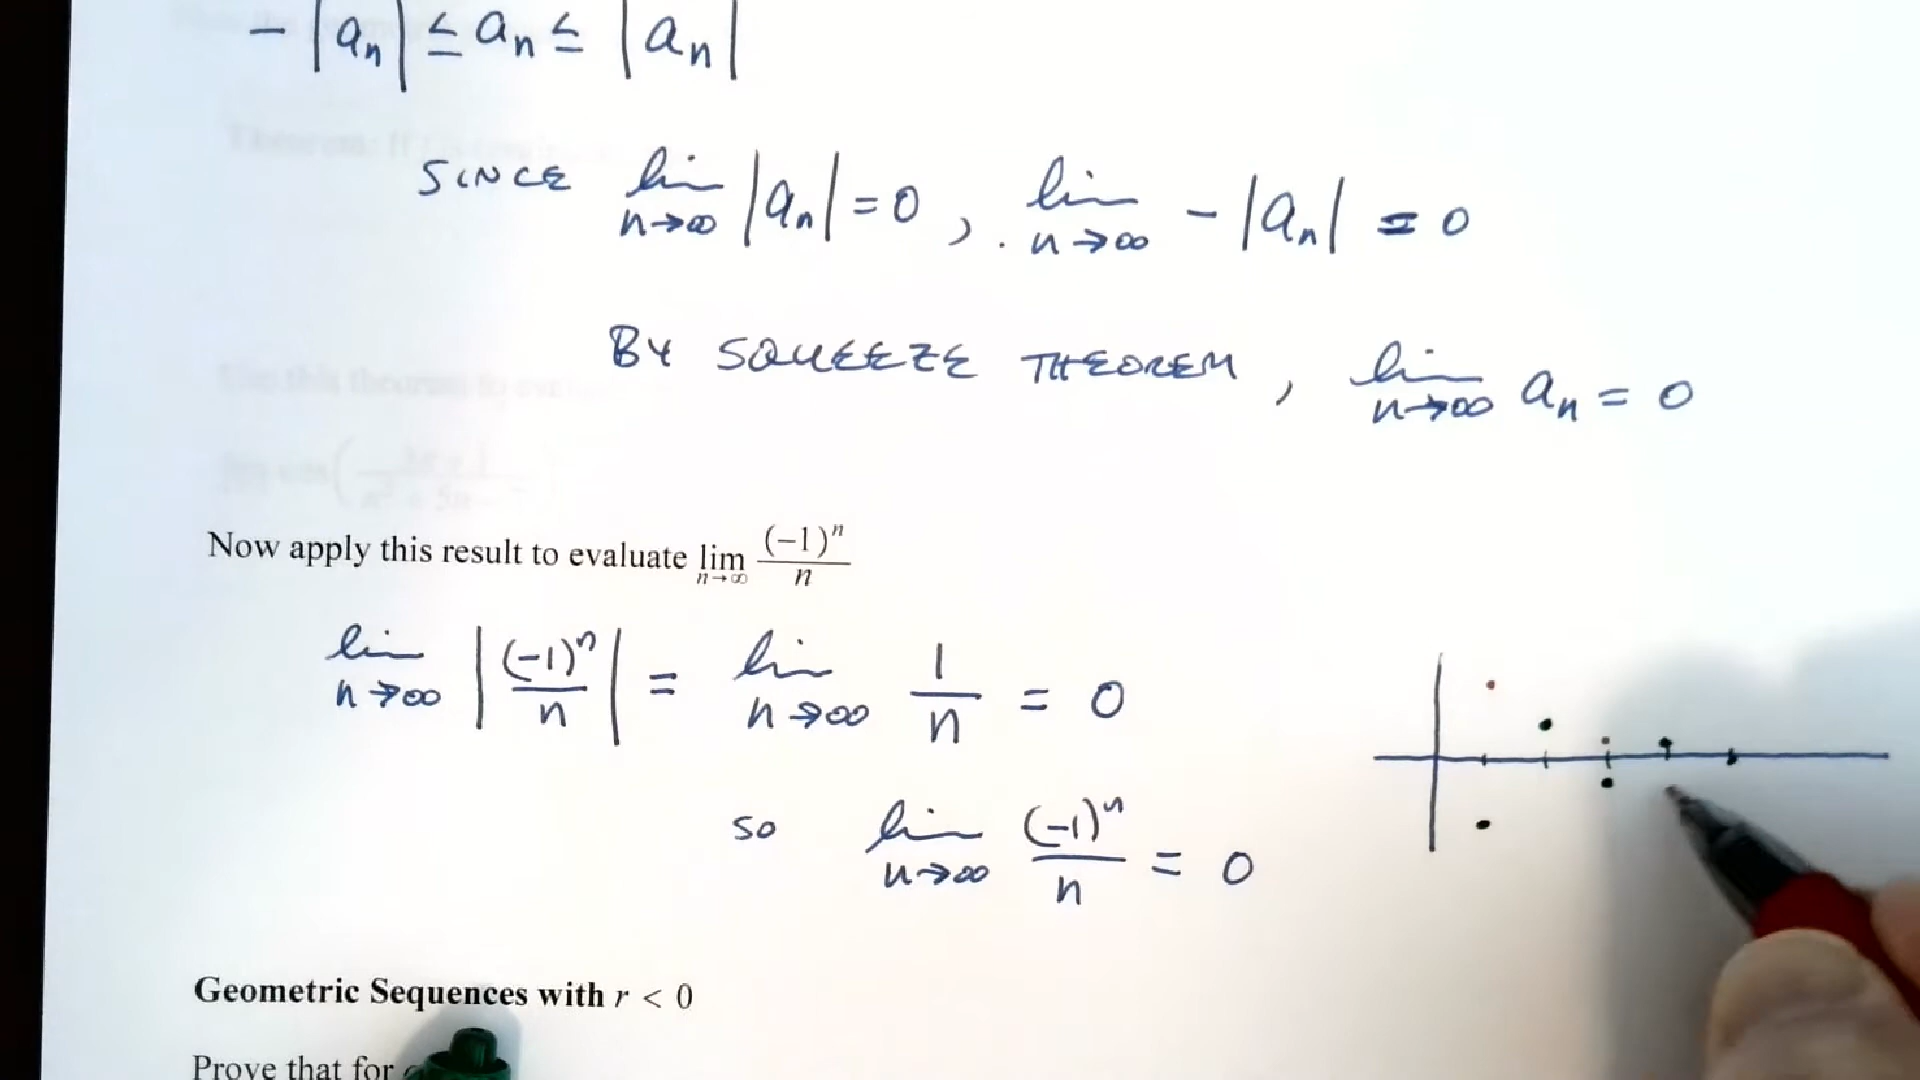 - |aₙ| ≤ aₙ ≤ |aₙ|
SINCE lim n→∞ |aₙ| = 0 , lim n→∞ - |aₙ| = 0
BY SQUEEZE THEOREM , lim n→∞ aₙ = 0
Now apply this result to evaluate lim n→∞ (-1)ⁿ / n
lim n→∞ | (-1)ⁿ / n | = lim n→∞ 1 / n = 0
so lim n→∞ (-1)ⁿ / n = 0
Geometric Sequences with r < 0
Prove that for